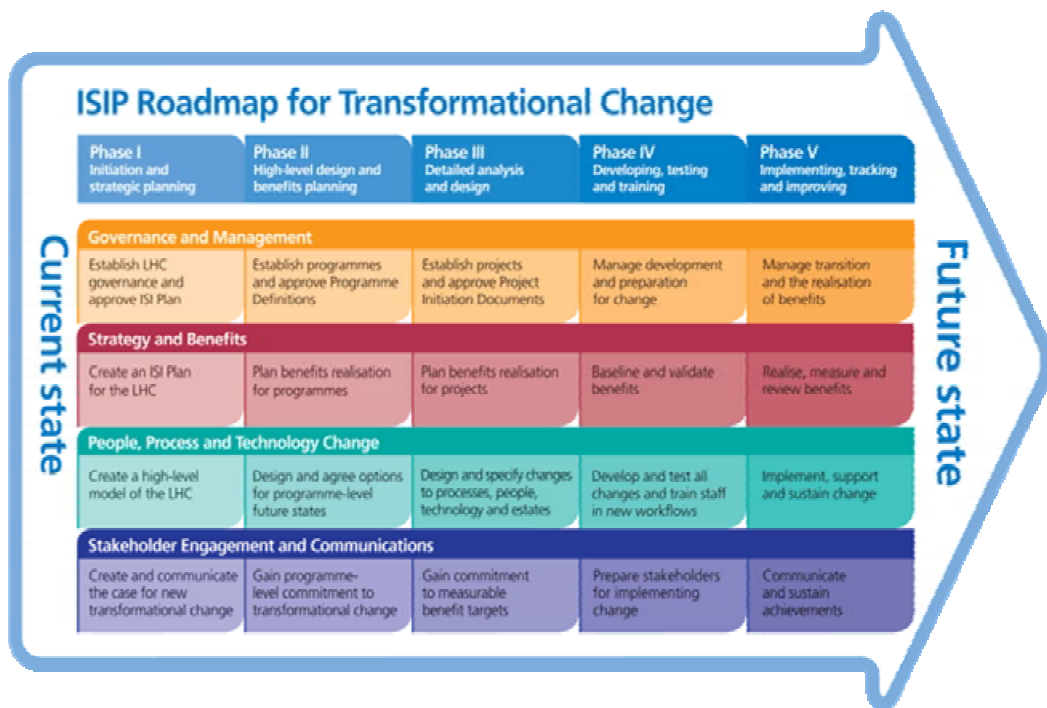 ISIP Roadmap for Transformational Change
Phase I
Initiation and
strategic planning
Phase II
High-level design and
benefits planning
Phase III
Detailed analysis
and design
Phase IV
Developing, testing
and training
Phase V
Implementing, tracking
and improving
Current state
Governance and Management
Establish LHC
governance and
approve ISI Plan
Establish programmes
and approve Programme
Definitions
Establish projects
and approve Project
Initiation Documents
Manage development
and preparation
for change
Manage transition
and the realisation
of benefits
Strategy and Benefits
Create an ISI Plan
for the LHC
Plan benefits realisation
for programmes
Plan benefits realisation
for projects
Baseline and validate
benefits
Realise, measure and
review benefits
People, Process and Technology Change
Create a high-level
model of the LHC
Design and agree options
for programme-level
future states
Design and specify changes
to processes, people,
technology and estates
Develop and test all
changes and train staff
in new workflows
Implement, support
and sustain change
Stakeholder Engagement and Communications
Create and communicate
the case for new
transformational change
Gain programme-
level commitment to
transformational change
Gain commitment
to measurable
benefit targets
Prepare stakeholders
for implementing
change
Communicate
and sustain
achievements
Future state